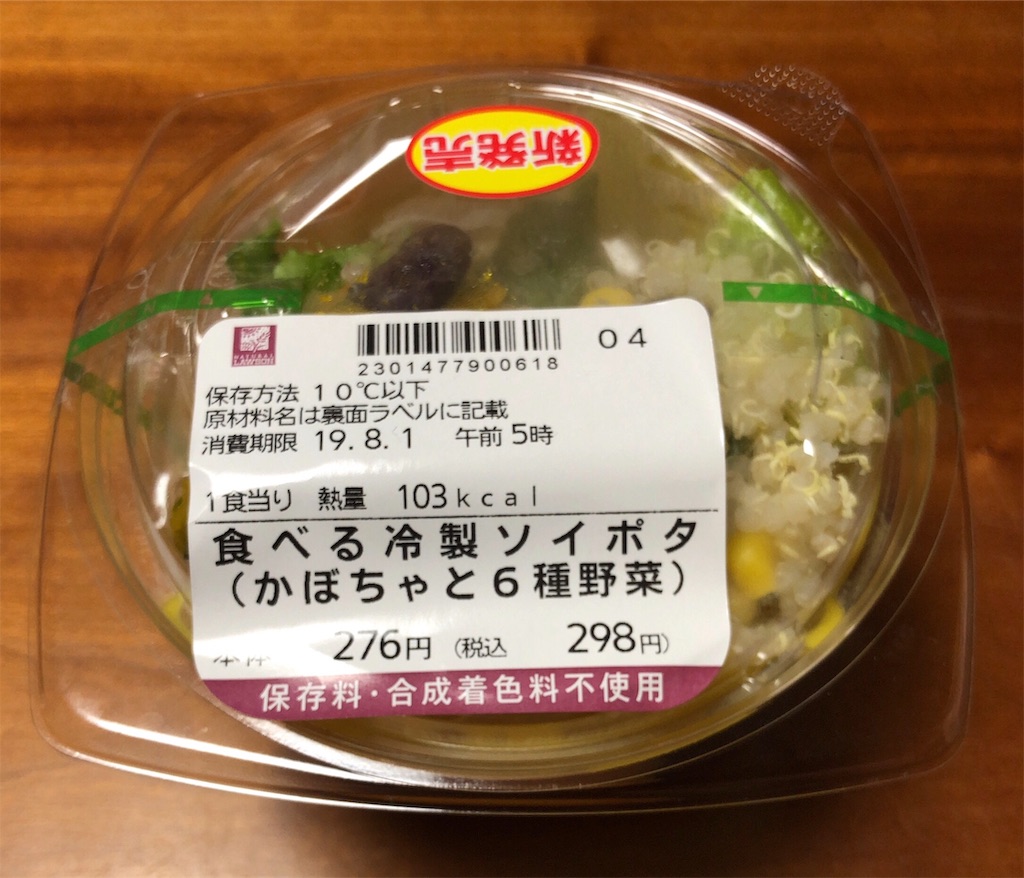 新発売
NATURAL
LAWSON
2301477900618
04
保存方法 10℃以下
原材料名は裏面ラベルに記載
消費期限 19.8.1 午前5時
1食当り 熱量 103kcal
食べる冷製ソイポタ
(かぼちゃと6種野菜)
本体 276円 (税込 298円)
保存料・合成着色料不使用